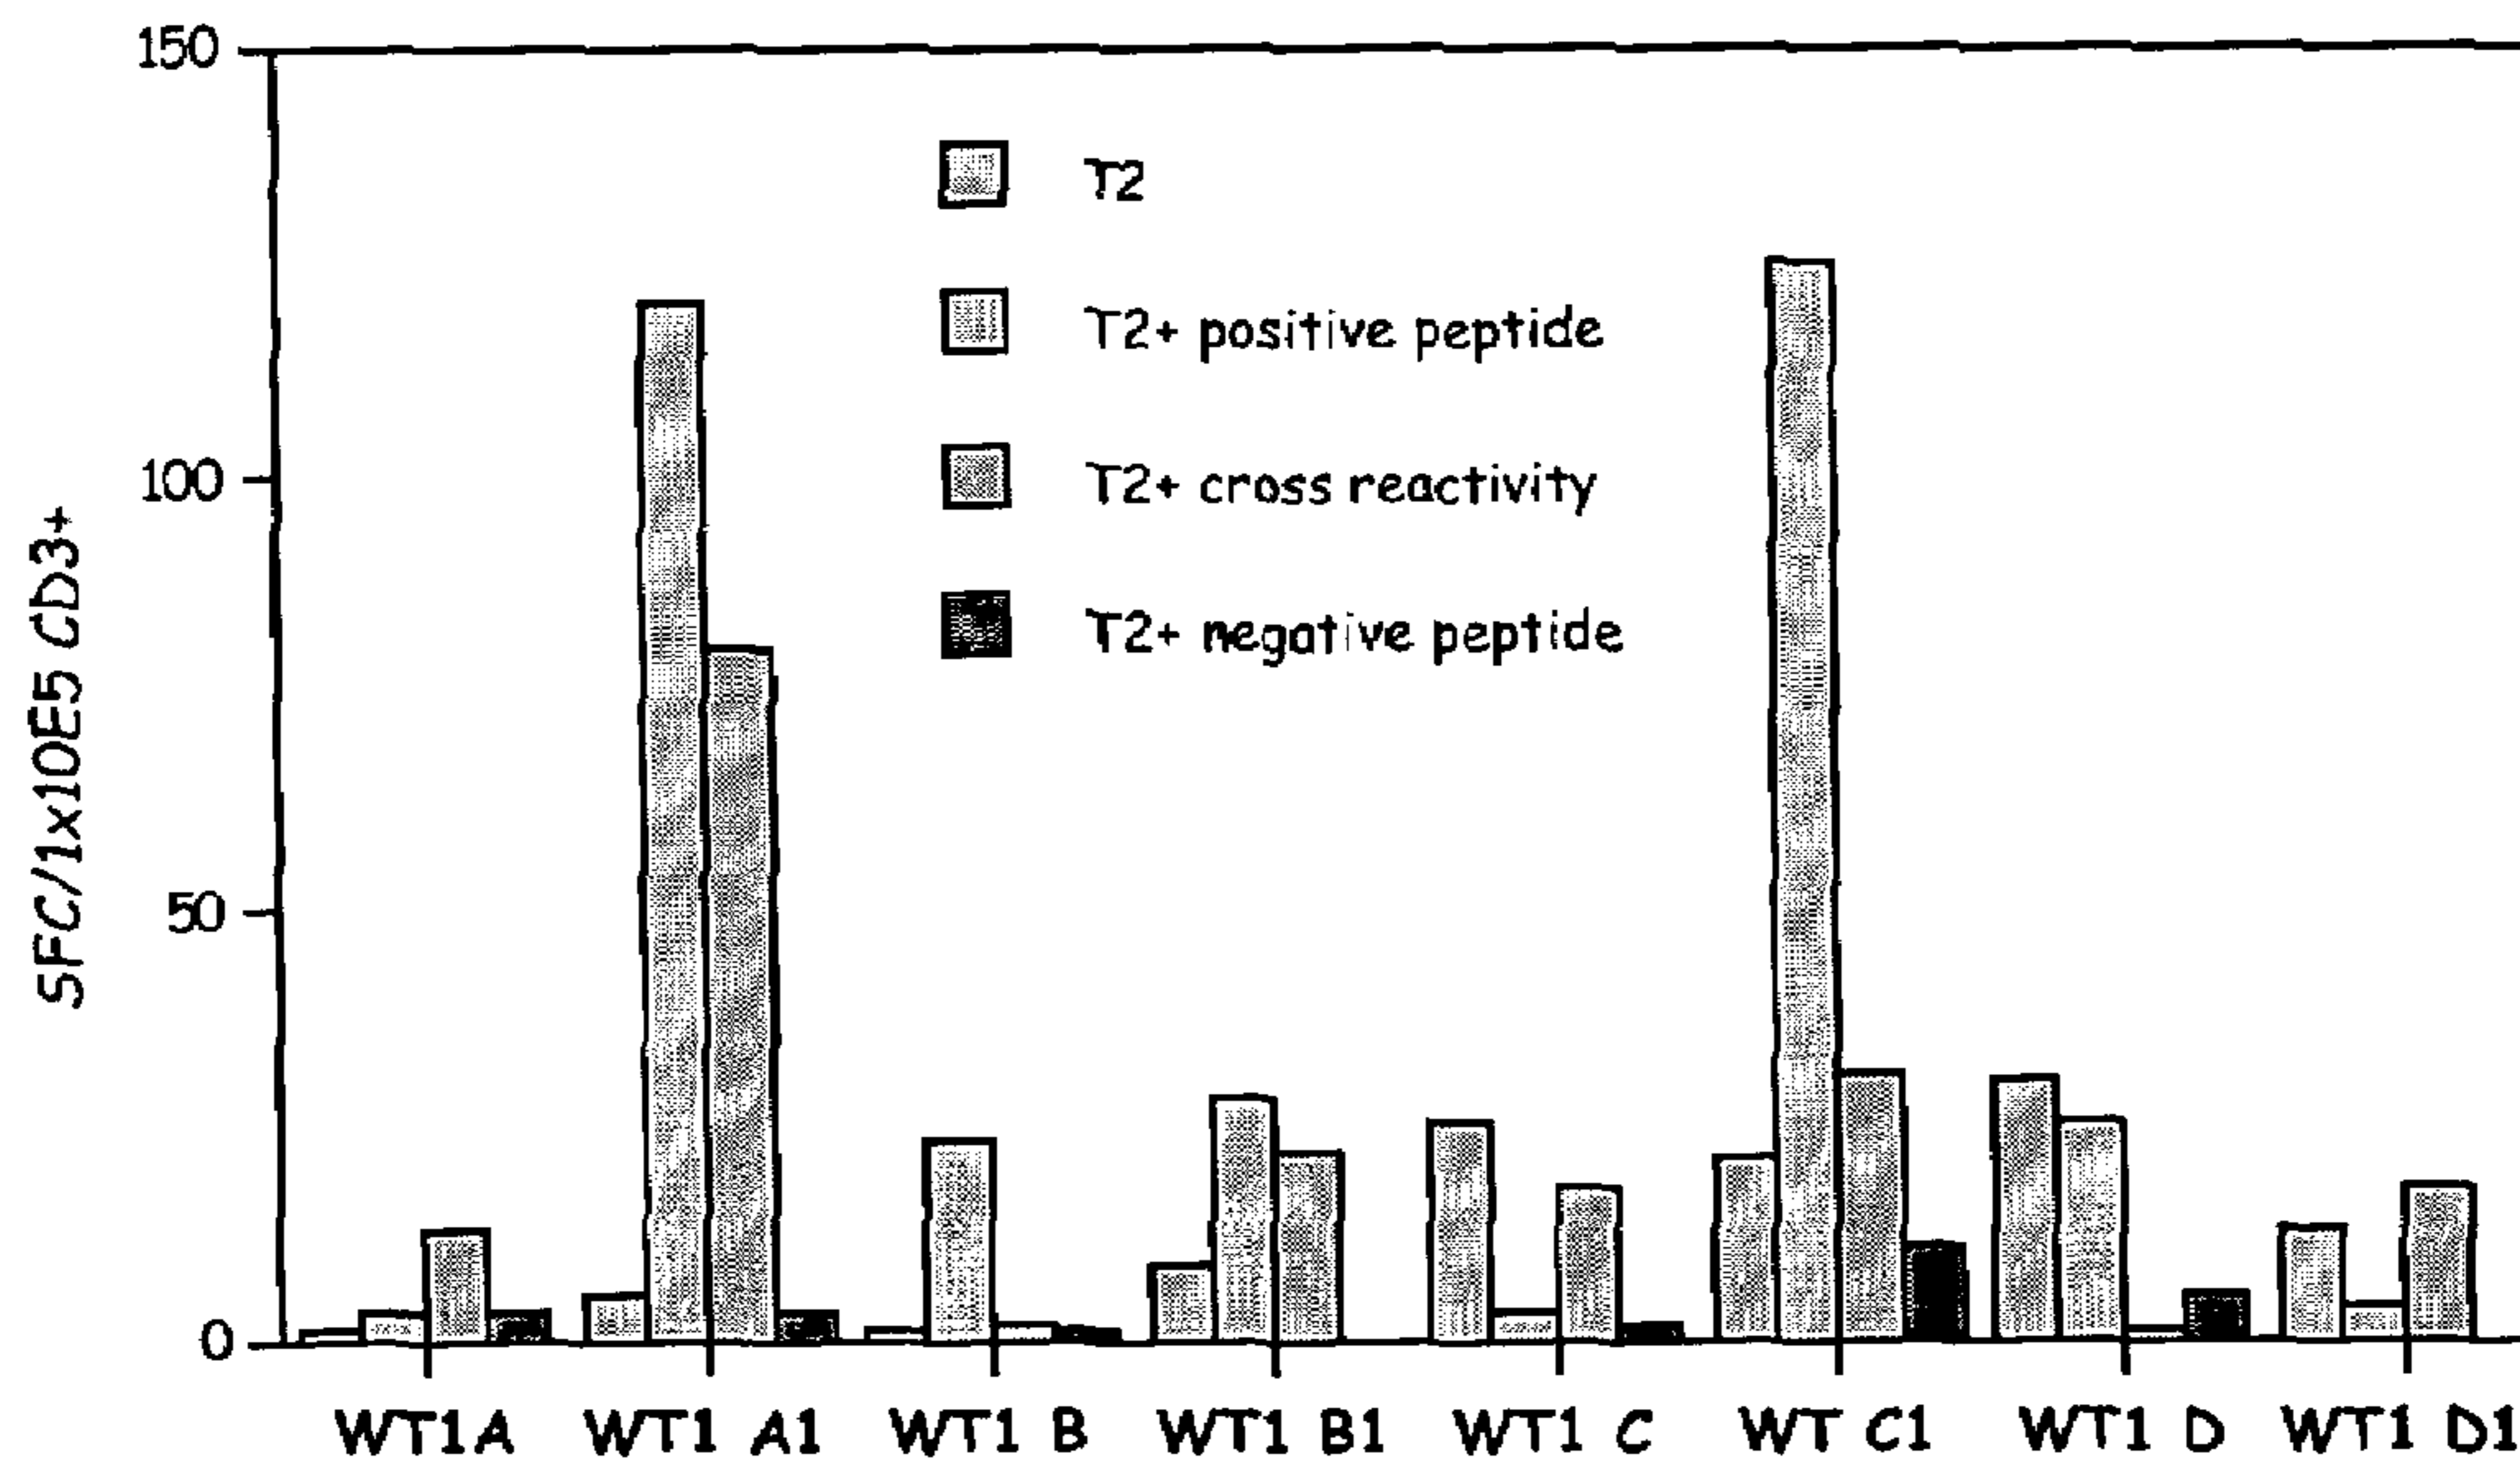 150
100
50
0
SFC/1x10E5 CD3+
T2
T2+ positive peptide
T2+ cross reactivity
T2+ negative peptide
WT1A WT1 A1 WT1 B WT1 B1 WT1 C WT C1 WT1 D WT1 D1